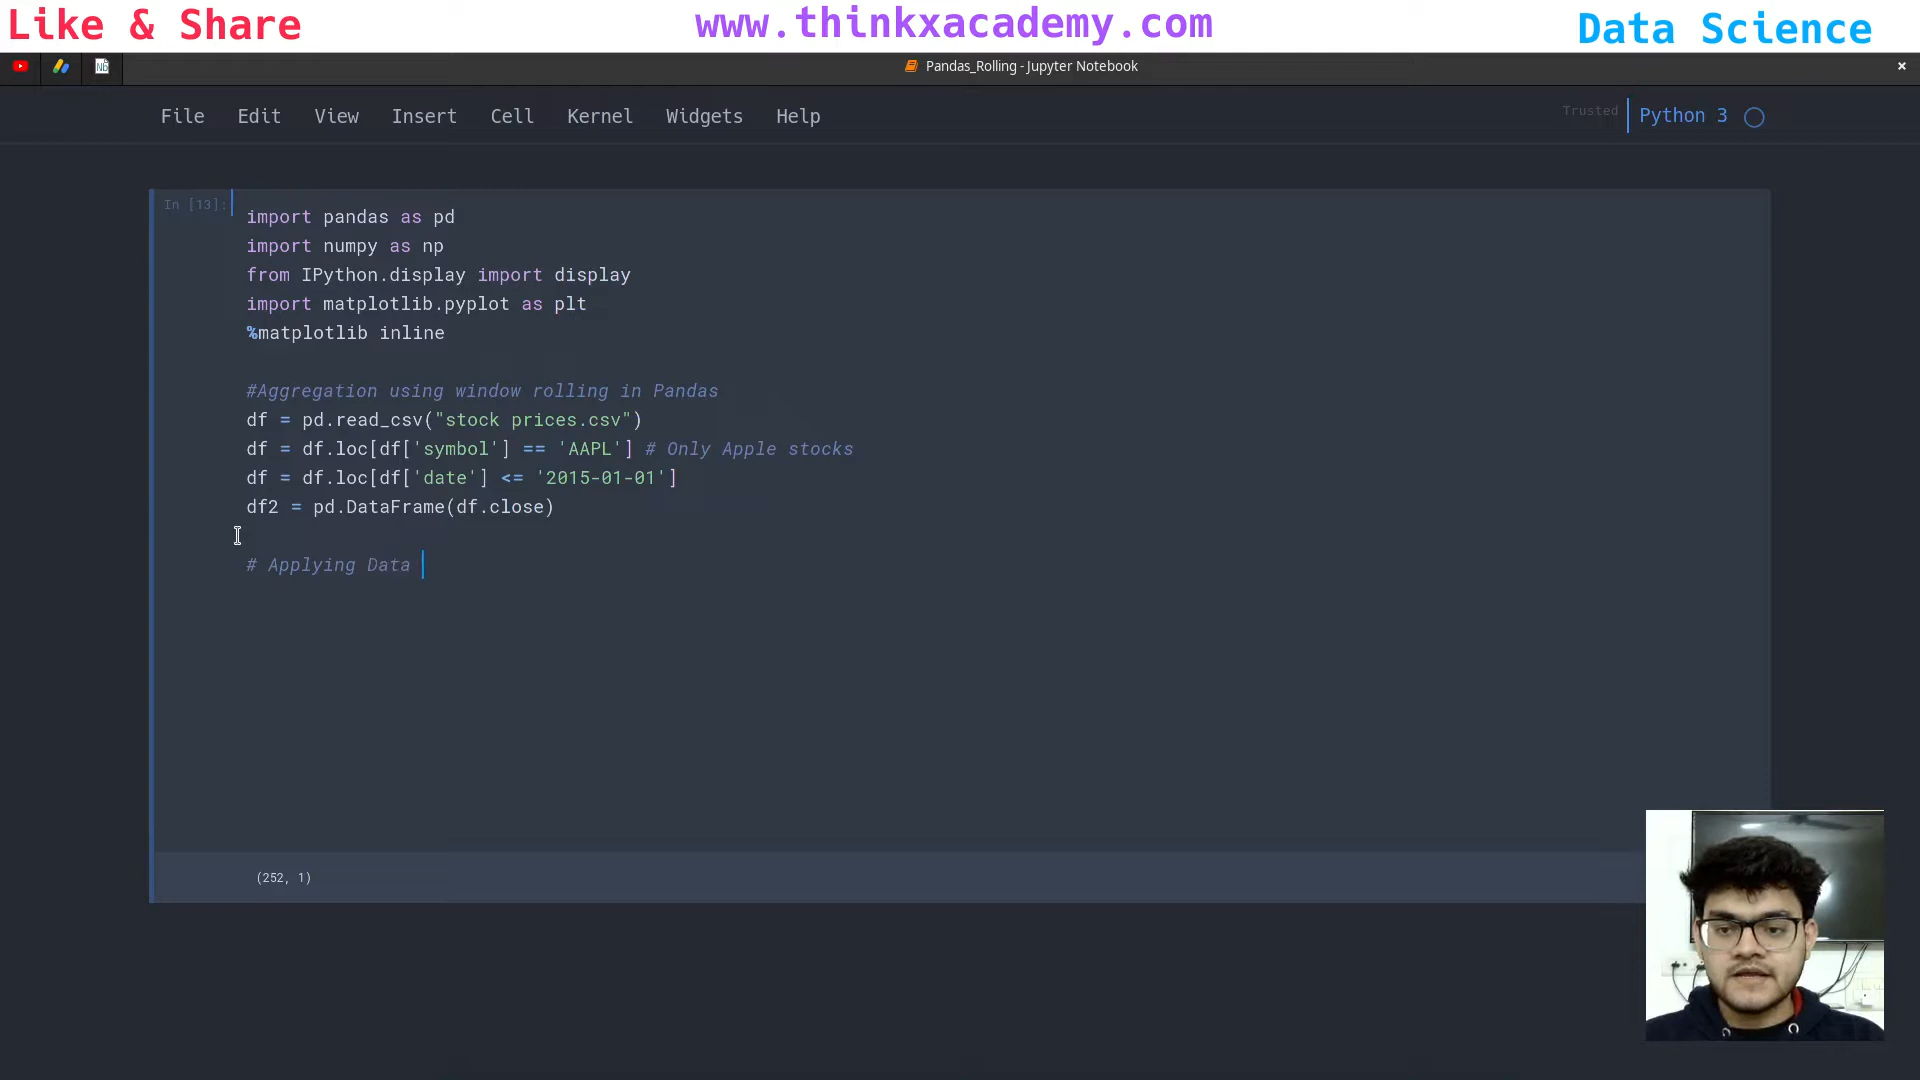 Like & Share
www.thinkxacademy.com
Data Science
Nb
Pandas_Rolling - Jupyter Notebook
File Edit View Insert Cell Kernel Widgets Help
Trusted
Python 3
In [13]:
import pandas as pd
import numpy as np
from IPython.display import display
import matplotlib.pyplot as plt
%matplotlib inline
#Aggregation using window rolling in Pandas
df = pd.read_csv("stock prices.csv")
df = df.loc[df['symbol'] == 'AAPL'] # Only Apple stocks
df = df.loc[df['date'] <= '2015-01-01']
df2 = pd.DataFrame(df.close)
# Applying Data
(252, 1)